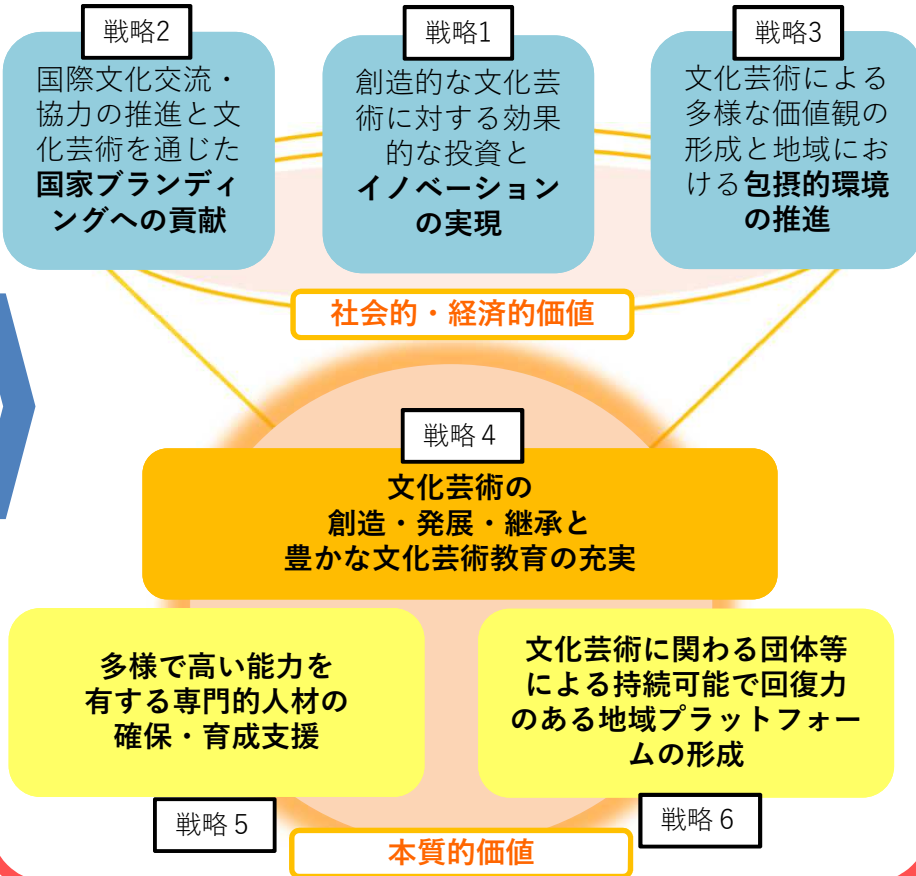 戦略2
国際文化交流・
協力の推進と文
化芸術を通じた
国家ブランディ
ングへの貢献
戦略1
創造的な文化芸
術に対する効果
的な投資と
イノベーション
の実現
戦略3
文化芸術による
多様な価値観の
形成と地域にお
ける包摂的環境
の推進
社会的・経済的価値
戦略４
文化芸術の
創造・発展・継承と
豊かな文化芸術教育の充実
多様で高い能力を
有する専門的人材の
確保・育成支援
戦略５
文化芸術に関わる団体等
による持続可能で回復力
のある地域プラットフォー
ムの形成
戦略６
本質的価値